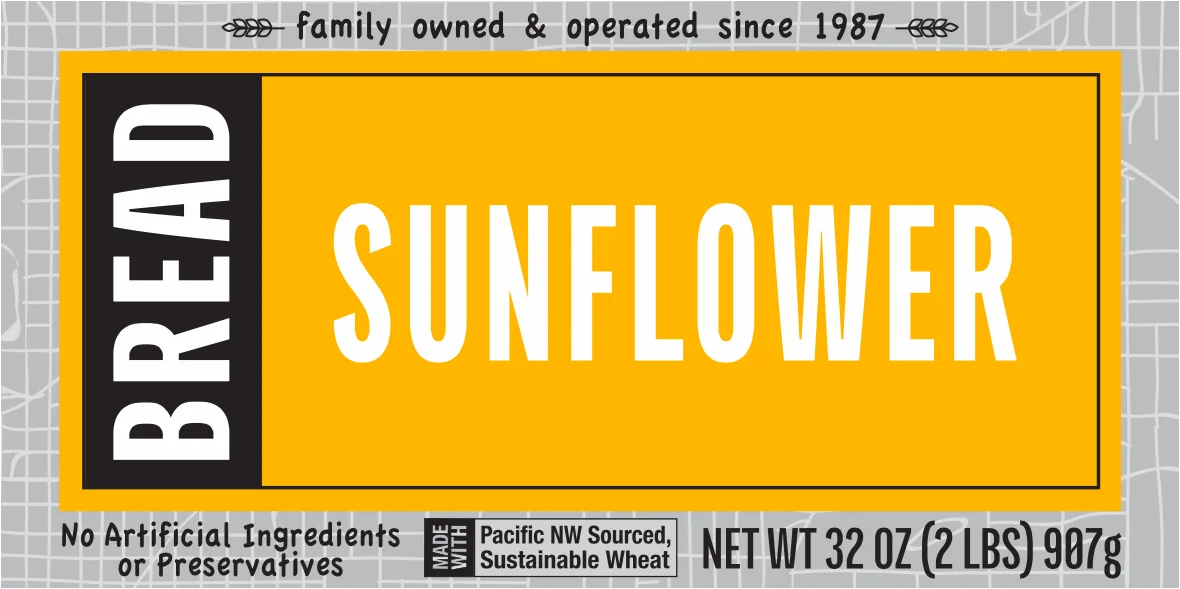 family owned & operated since 1987
BREAD
SUNFLOWER
No Artificial Ingredients
or Preservatives
MADE
WITH
Pacific NW Sourced,
Sustainable Wheat
NET WT 32 OZ (2 LBS) 907g